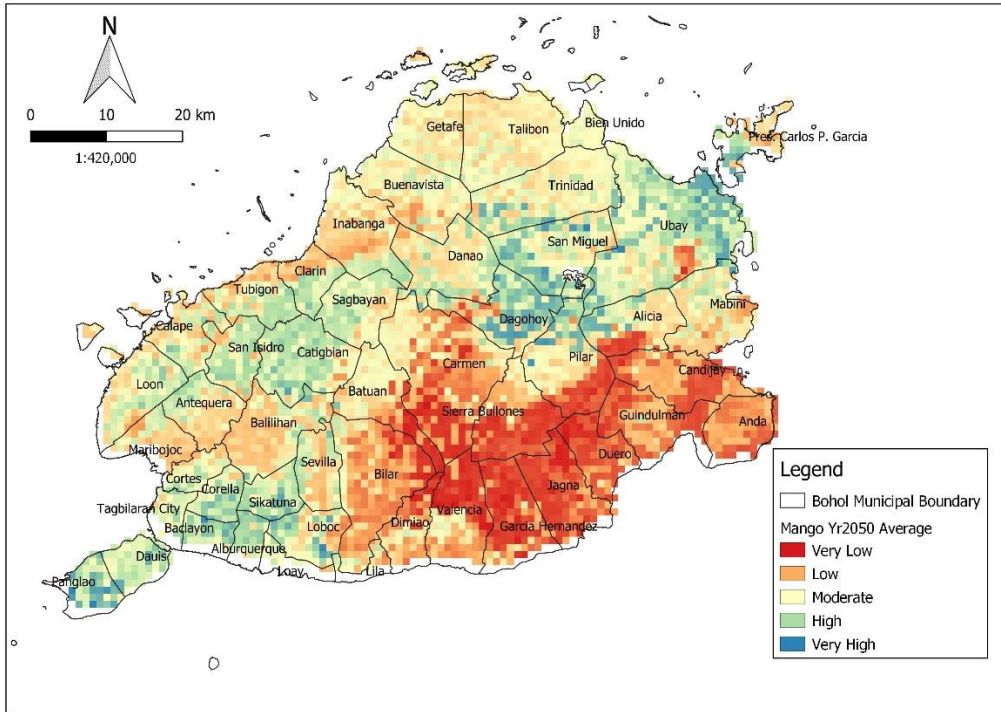 N
0 10 20 km
1:420,000
Getafe
Talibon
Bien Unido
Pres. Carlos P. Garcia
Buenavista
Trinidad
Inabanga
Ubay
San Miguel
Danao
Clarin
Tubigon
Sagbayan
Mabini
Dagohoy
Alicia
Calape
San Isidro
Catigbian
Pilar
Carmen
Candijay
Loon
Batuan
Antequera
Sierra Bullones
Guindulman
Anda
Balilihan
Maribojoc
Duero
Sevilla
Bilar
Cortes
Corella
Jagna
Sikatuna
Tagbilaran City
Valencia
Dimiao
Baclayon
Loboc
Garcia Hernandez
Alburquerque
Dauis
Loay
Lila
Panglao
Legend
Bohol Municipal Boundary
Mango Yr2050 Average
Very Low
Low
Moderate
High
Very High